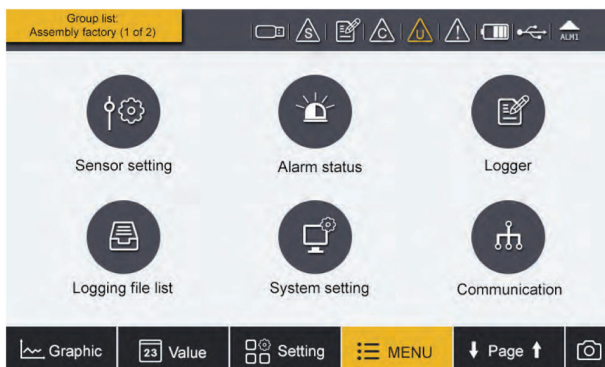 Group list:
Assembly factory (1 of 2)
S
C
U
!
ALM1
Sensor setting
Alarm status
Logger
Logging file list
System setting
Communication
Graphic
23 Value
Setting
MENU
Page